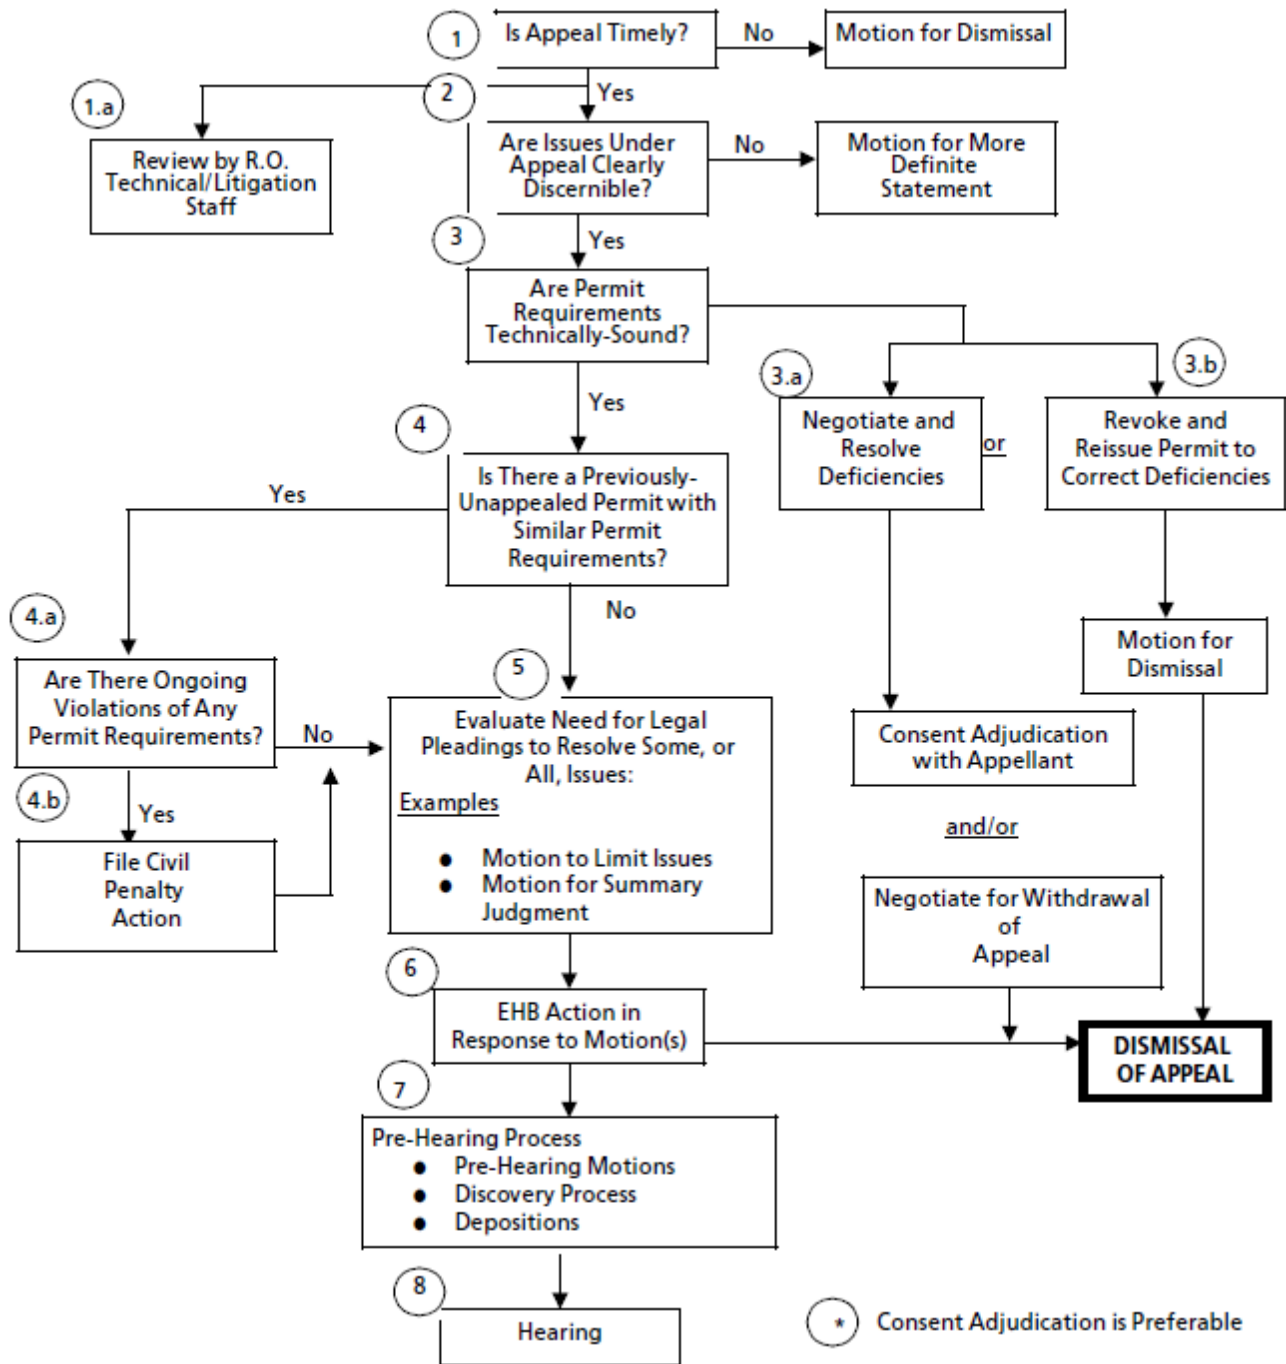 1
Is Appeal Timely?
No
Motion for Dismissal
Yes
1.a
Review by R.O.
Technical/Litigation
Staff
2
Are Issues Under
Appeal Clearly
Discernible?
No
Motion for More
Definite
Statement
Yes
3
Are Permit
Requirements
Technically-Sound?
Yes
3.a
Negotiate and
Resolve
Deficiencies
or
3.b
Revoke and
Reissue Permit to
Correct Deficiencies
4
Is There a Previously-
Unappealed Permit with
Similar Permit
Requirements?
Yes
No
4.a
Are There Ongoing
Violations of Any
Permit Requirements?
No
4.b
Yes
File Civil
Penalty
Action
5
Evaluate Need for Legal
Pleadings to Resolve Some, or
All, Issues:
Examples
● Motion to Limit Issues
● Motion for Summary
Judgment
Motion for
Dismissal
Consent Adjudication
with Appellant
and/or
Negotiate for Withdrawal
of
Appeal
6
EHB Action in
Response to Motion(s)
DISMISSAL
OF APPEAL
7
Pre-Hearing Process
● Pre-Hearing Motions
● Discovery Process
● Depositions
8
Hearing
* Consent Adjudication is Preferable